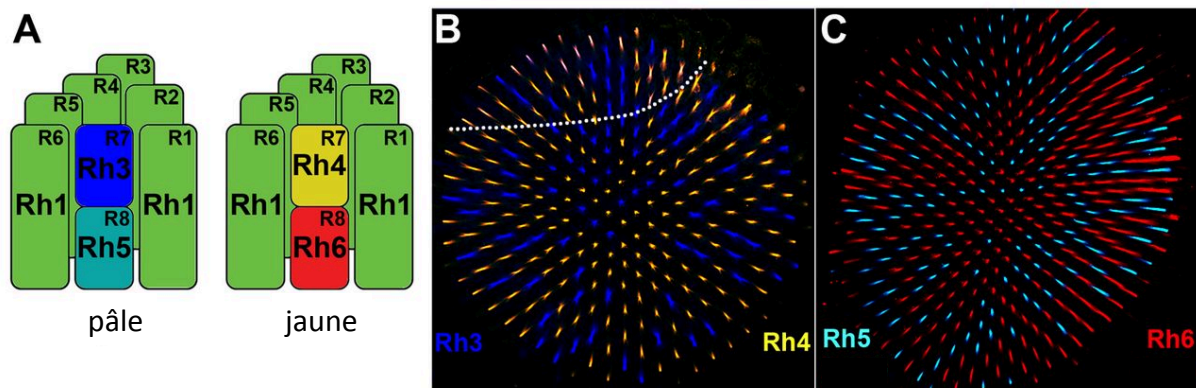 A
R3
R4
R2
R5
R6
R7
R1
Rh3
Rh1
R8
Rh1
Rh5
pâle
R3
R4
R2
R5
R6
R7
R1
Rh4
Rh1
R8
Rh1
Rh6
jaune
B
Rh3
Rh4
C
Rh5
Rh6